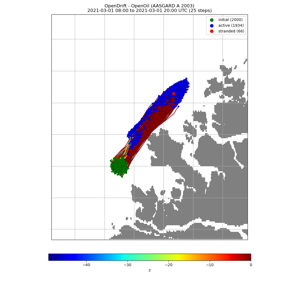 OpenDrift - OpenOil (AASGARD A 2003)
2021-03-01 08:00 to 2021-03-01 20:00 UTC (25 steps)
initial (2000)
active (1934)
stranded (66)
−40 −30 −20 −10 0
z